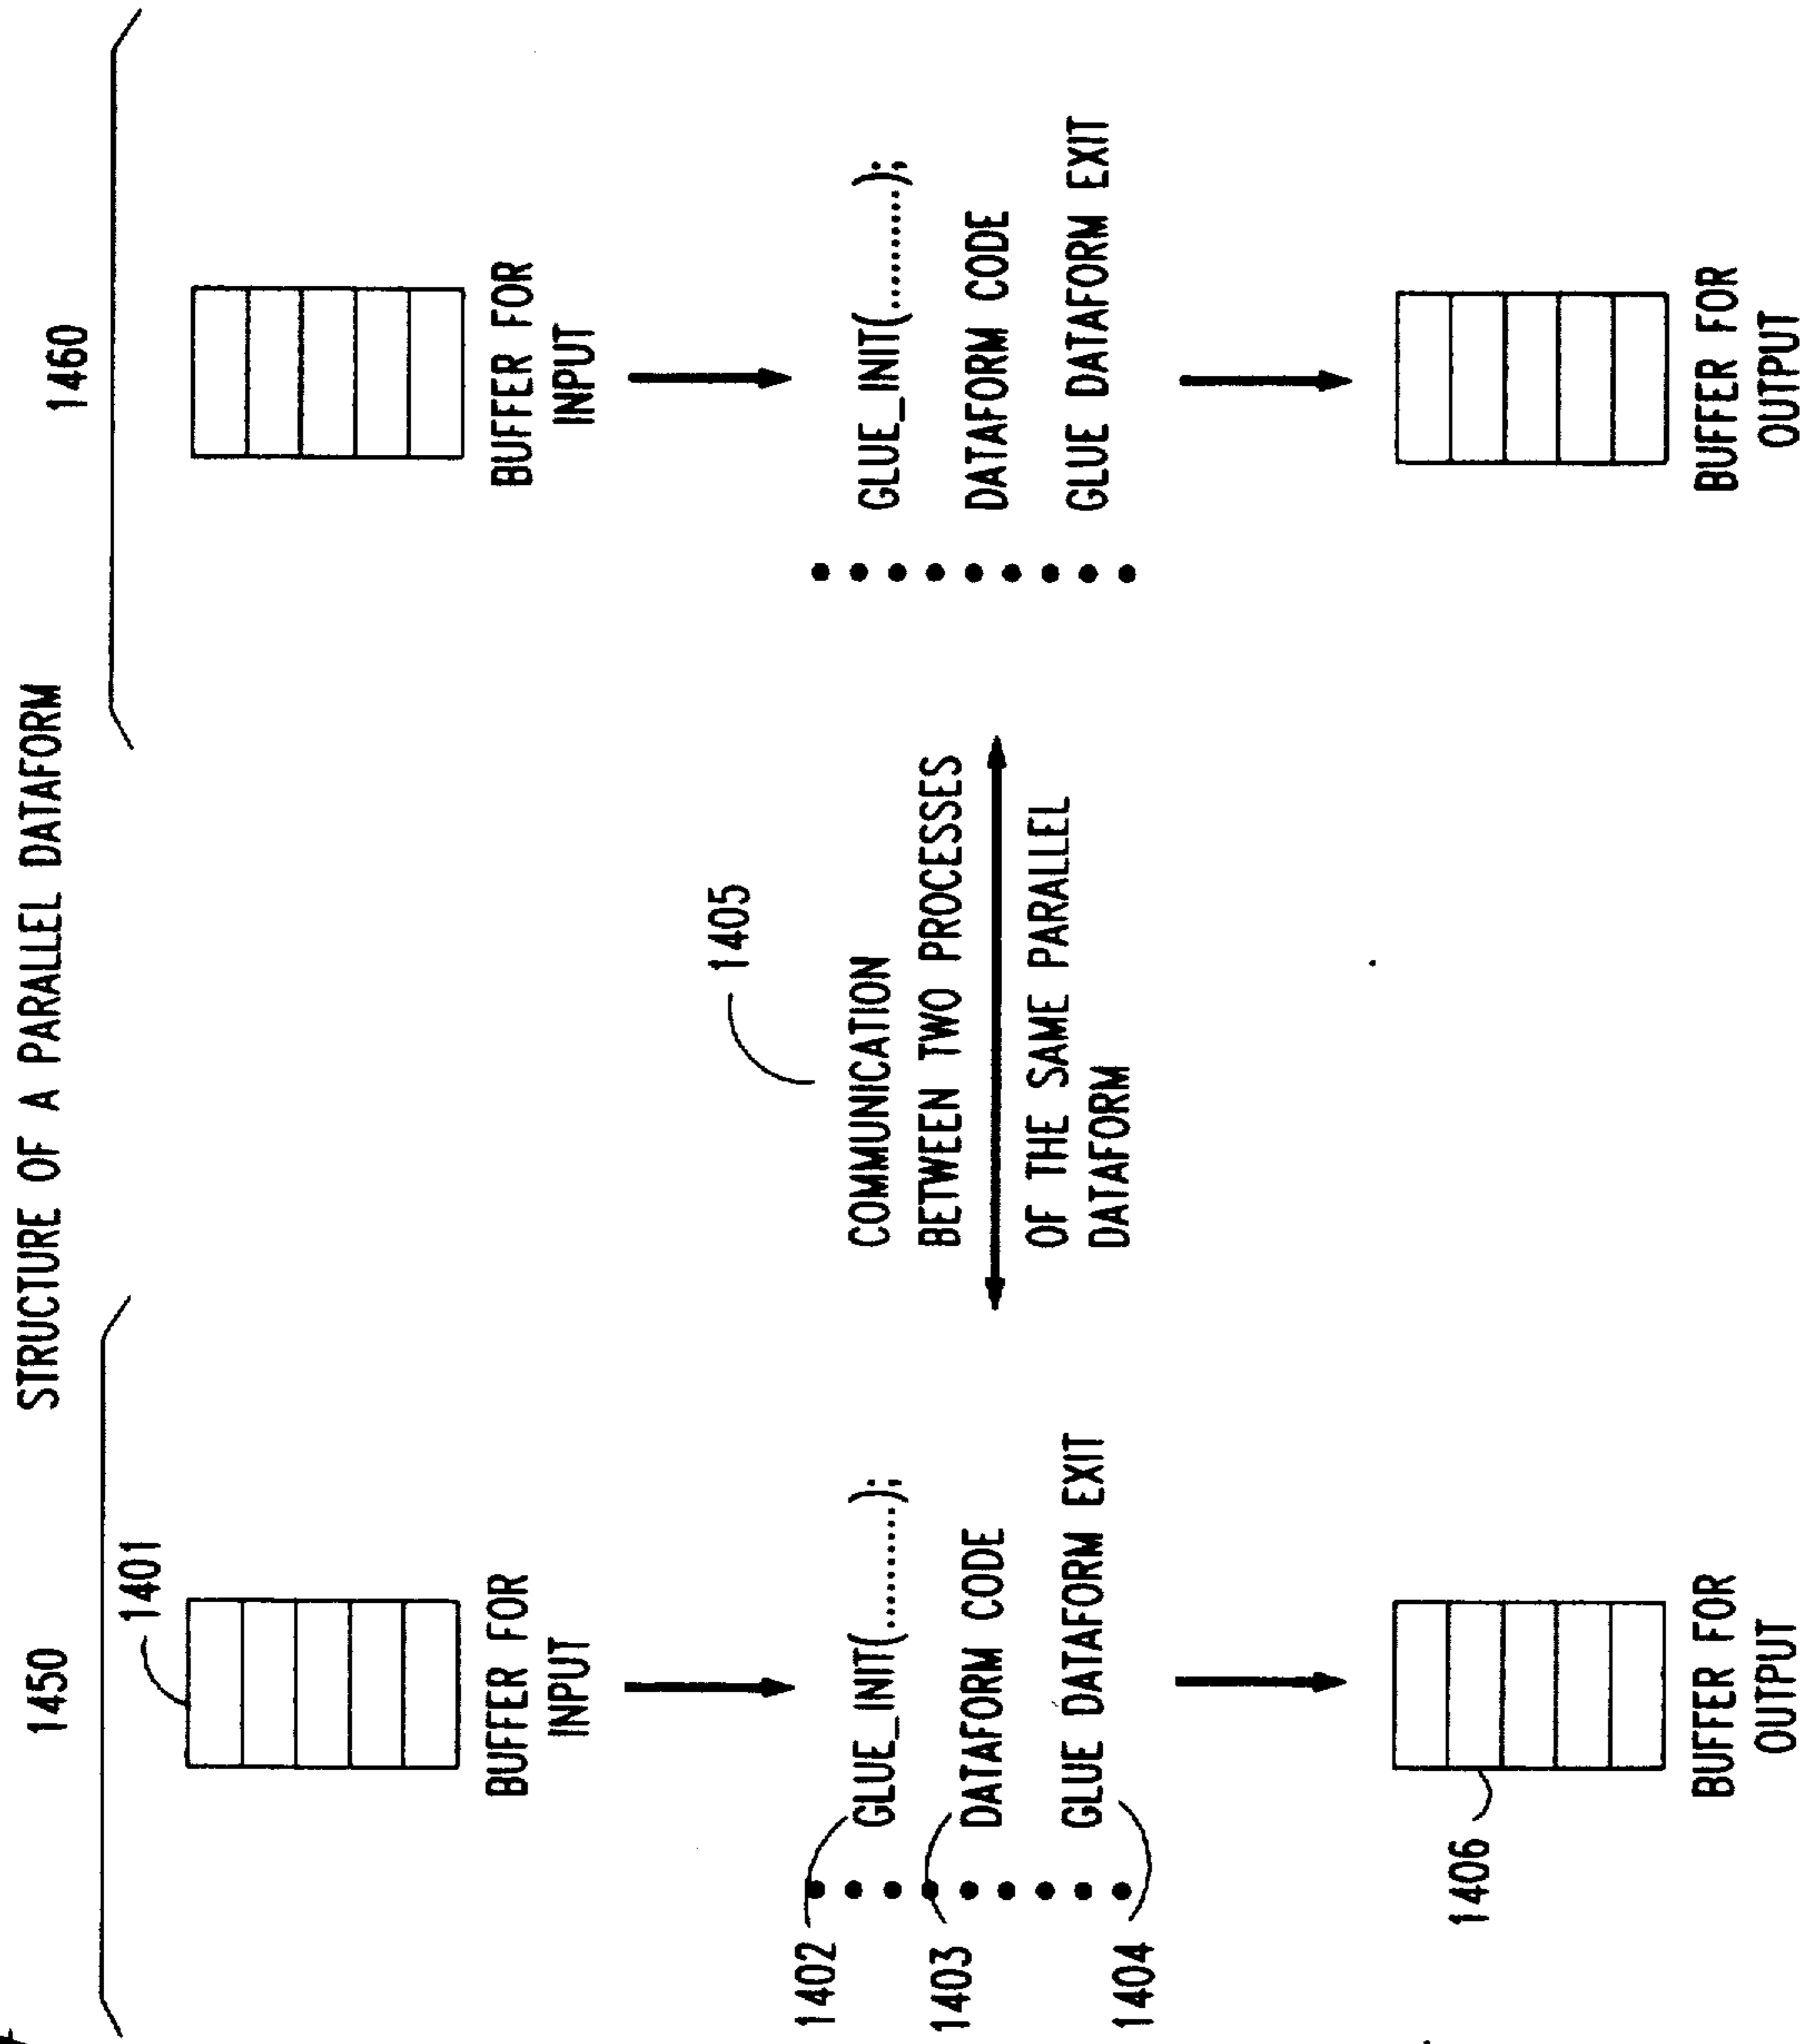 STRUCTURE OF A PARALLEL DATAFORM
1450
1401
BUFFER FOR
INPUT
1402
GLUE_INIT(..........);
1403
DATAFORM CODE
1404
GLUE DATAFORM EXIT
1406
BUFFER FOR
OUTPUT
1405
COMMUNICATION
BETWEEN TWO PROCESSES
OF THE SAME PARALLEL
DATAFORM
1460
BUFFER FOR
INPUT
GLUE_INIT(..........);
DATAFORM CODE
GLUE DATAFORM EXIT
BUFFER FOR
OUTPUT